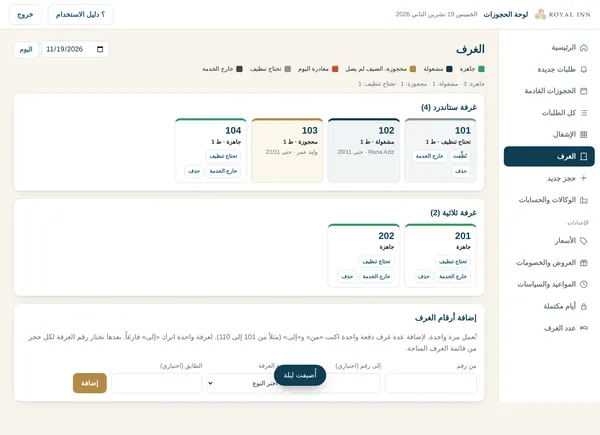 ROYAL INN
لوحة الحجوزات
الخميس 19 تشرين الثاني 2026
؟ دليل الاستخدام
خروج
الرئيسية
طلبات جديدة
الحجوزات القادمة
كل الطلبات
الإشغال
الغرف
حجز جديد
الوكالات والحسابات
الإعدادات
الأسعار
العروض والخصومات
المواعيد والسياسات
أيام مكتملة
عدد الغرف
الغرف
11/19/2026
اليوم
جاهزة
مشغولة
محجوزة، الضيف لم يصل
مغادرة اليوم
تحتاج تنظيف
خارج الخدمة
جاهزة: 3 · مشغولة: 1 · محجوزة: 1 · تحتاج تنظيف: 1
غرفة ستاندرد (4)
101
تحتاج تنظيف · ط 1
نُظّفت
خارج الخدمة
حذف
102
مشغولة · ط 1
Rana Aziz · حتى 20/11
103
محجوزة · ط 1
وليد عمر · حتى 21/11
104
جاهزة · ط 1
تحتاج تنظيف
خارج الخدمة
حذف
غرفة ثلاثية (2)
201
جاهزة
تحتاج تنظيف
خارج الخدمة
حذف
202
جاهزة
تحتاج تنظيف
خارج الخدمة
حذف
إضافة أرقام الغرف
تُعمل مرة واحدة. لإضافة عدة غرف دفعة واحدة اكتب «من» و«إلى» (مثلاً من 101 إلى 110). لغرفة واحدة اترك «إلى» فارغاً. بعدها نختار رقم الغرفة لكل حجز
من قائمة الغرف المتاحة.
من رقم
إلى رقم (اختياري)
الغرفة
الطابق (اختياري)
اختر النوع
إضافة
أُضيفت ليلة